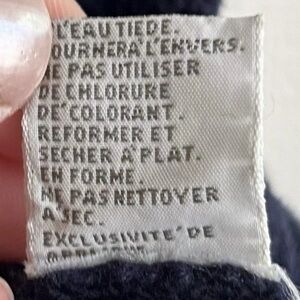 L'EAU TIEDE.
TOURNER A L'ENVERS.
NE PAS UTILISER
DE CHLORURE
DE COLORANT.
REFORMER ET
SECHER A PLAT.
EN FORME.
NE PAS NETTOYER
A SEC.
EXCLUSIVITE DE